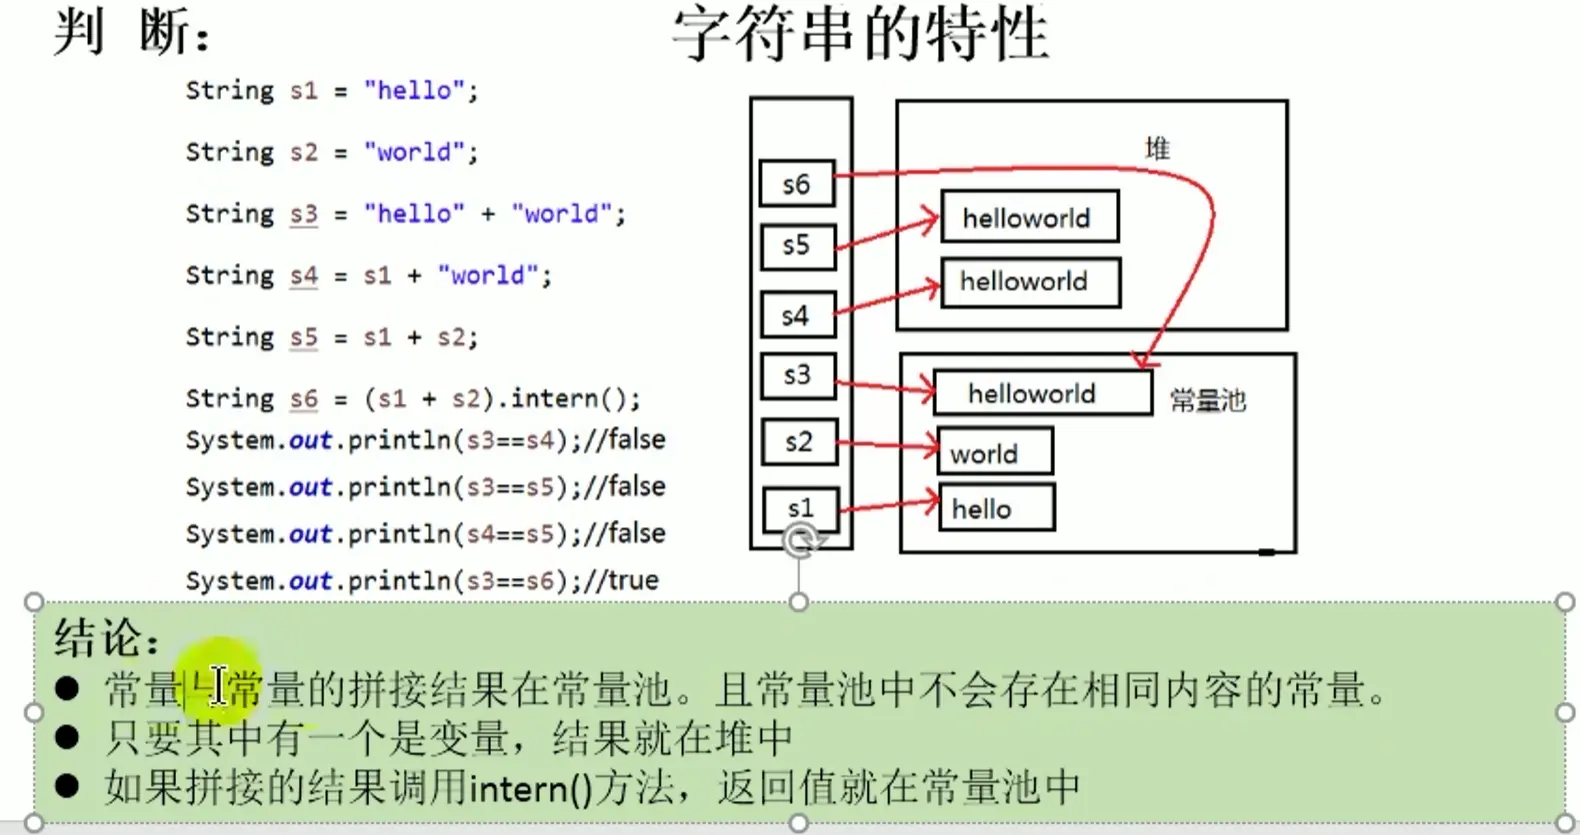 判 断：
字符串的特性
String s1 = "hello";
String s2 = "world";
String s3 = "hello" + "world";
String s4 = s1 + "world";
String s5 = s1 + s2;
String s6 = (s1 + s2).intern();
System.out.println(s3==s4);//false
System.out.println(s3==s5);//false
System.out.println(s4==s5);//false
System.out.println(s3==s6);//true
s6
s5
s4
s3
s2
s1
堆
helloworld
helloworld
helloworld
常量池
world
hello
结论：
● 常量与常量的拼接结果在常量池。且常量池中不会存在相同内容的常量。
● 只要其中有一个是变量，结果就在堆中
● 如果拼接的结果调用intern()方法，返回值就在常量池中